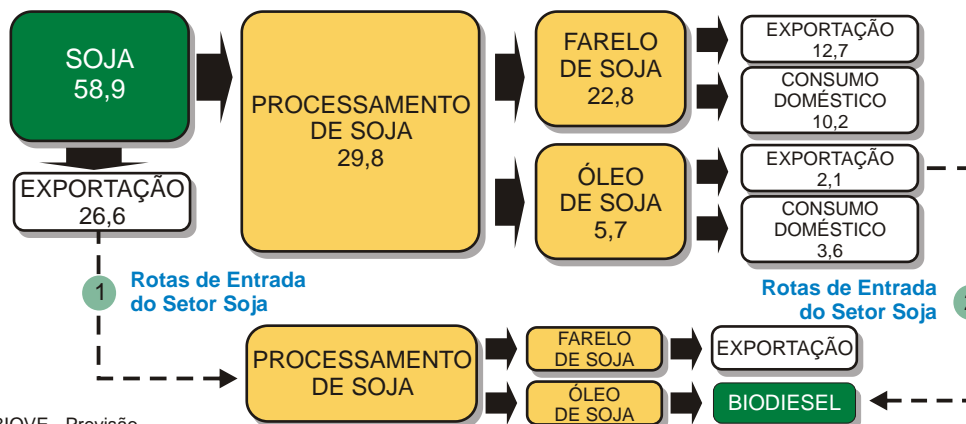 SOJA
58,9
EXPORTAÇÃO
26,6
PROCESSAMENTO
DE SOJA
29,8
FARELO
DE SOJA
22,8
ÓLEO
DE SOJA
5,7
EXPORTAÇÃO
12,7
CONSUMO
DOMÉSTICO
10,2
EXPORTAÇÃO
2,1
CONSUMO
DOMÉSTICO
3,6
1
Rotas de Entrada
do Setor Soja
Rotas de Entrada
do Setor Soja
PROCESSAMENTO
DE SOJA
FARELO
DE SOJA
EXPORTAÇÃO
ÓLEO
DE SOJA
BIODIESEL
Previsão